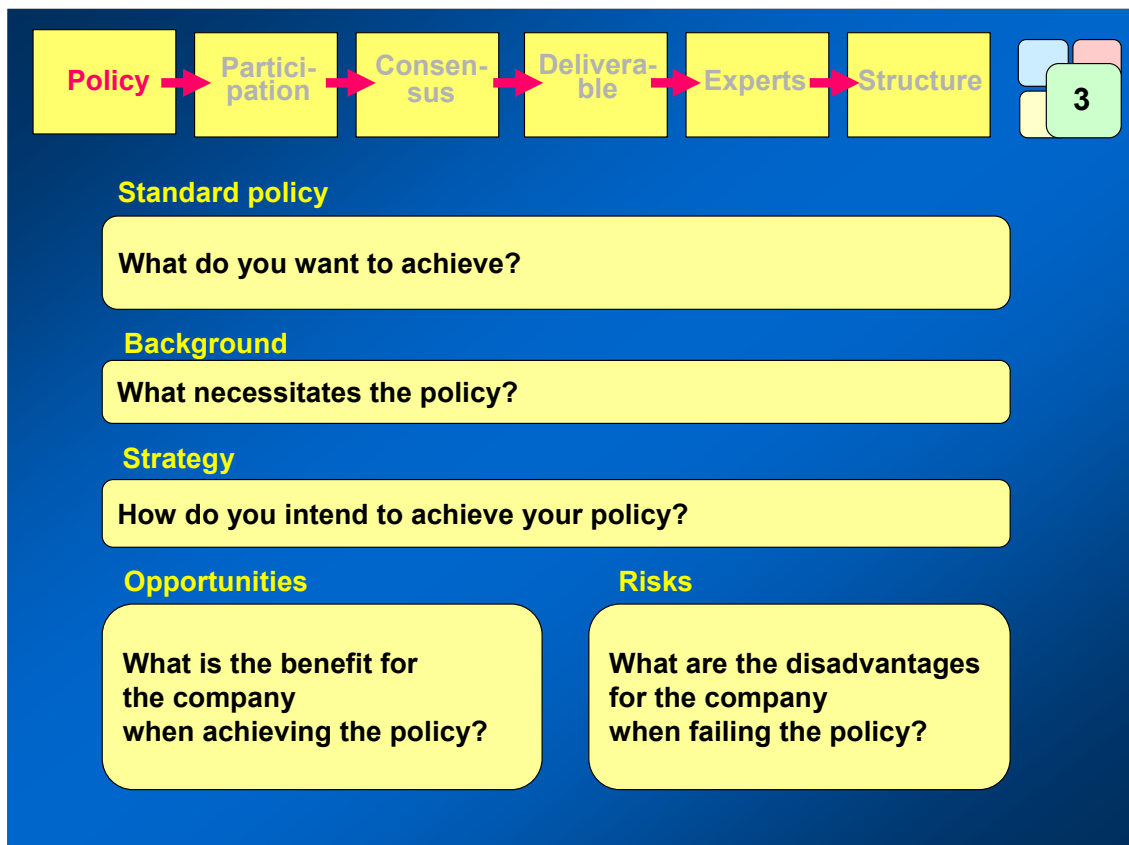 Policy
Partici-
pation
Consen-
sus
Delivera-
ble
Experts
Structure
3
Standard policy
What do you want to achieve?
Background
What necessitates the policy?
Strategy
How do you intend to achieve your policy?
Opportunities
Risks
What is the benefit for
the company
when achieving the policy?
What are the disadvantages
for the company
when failing the policy?